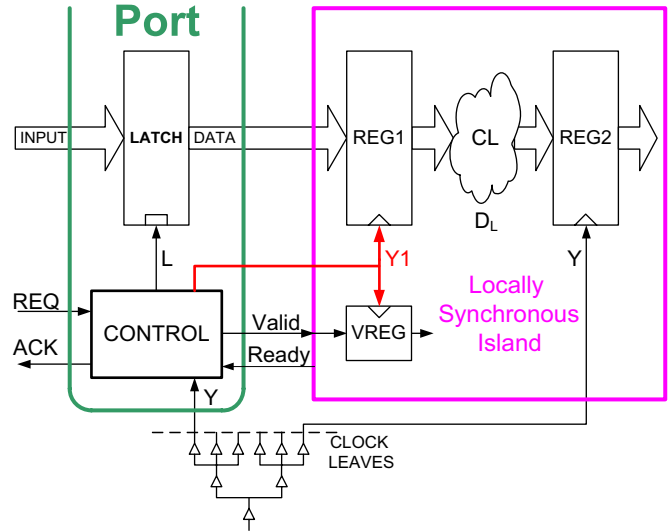 Port
INPUT
LATCH
DATA
REG1
CL
REG2
DL
L
Y1
Y
REQ
CONTROL
Valid
VREG
Locally
Synchronous
Island
ACK
Ready
Y
CLOCK
LEAVES